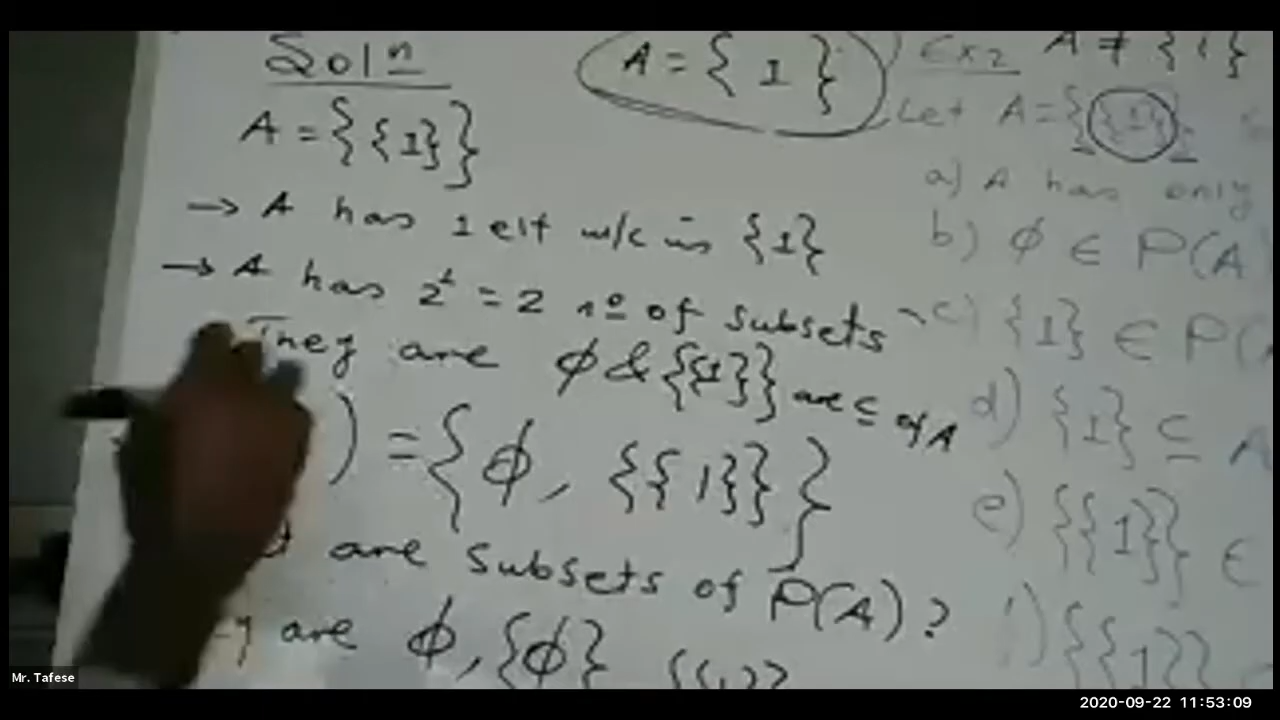 Soln
A = {{1}}
→ A has 1 elt w/c is {1}
→ A has 2¹ = 2 nº of subsets
They are ϕ & {{1}} are ⊆ of A
) = {ϕ, {{1}}}
are subsets of P(A)?
are ϕ, {ϕ}
A = {1}
Ex2 A ≠ {1}
Let A = {{1}}
a) A has only
b) ϕ ∈ P(A)
c) {1} ∈ P(A
d) {1} ⊆ A
e) {{1}} ∈
f) {{1}}
Mr. Tafese
2020-09-22 11:53:09